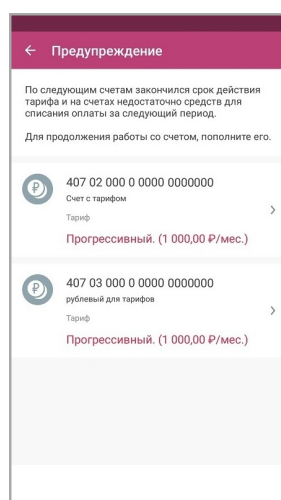 Предупреждение
По следующим счетам закончился срок действия
тарифа и на счетах недостаточно средств для
списания оплаты за следующий период.
Для продолжения работы со счетом, пополните его.
407 02 000 0 0000 0000000
Счет с тарифом
Тариф
Прогрессивный. (1 000,00 ₽/мес.)
407 03 000 0 0000 0000000
рублевый для тарифов
Тариф
Прогрессивный. (1 000,00 ₽/мес.)